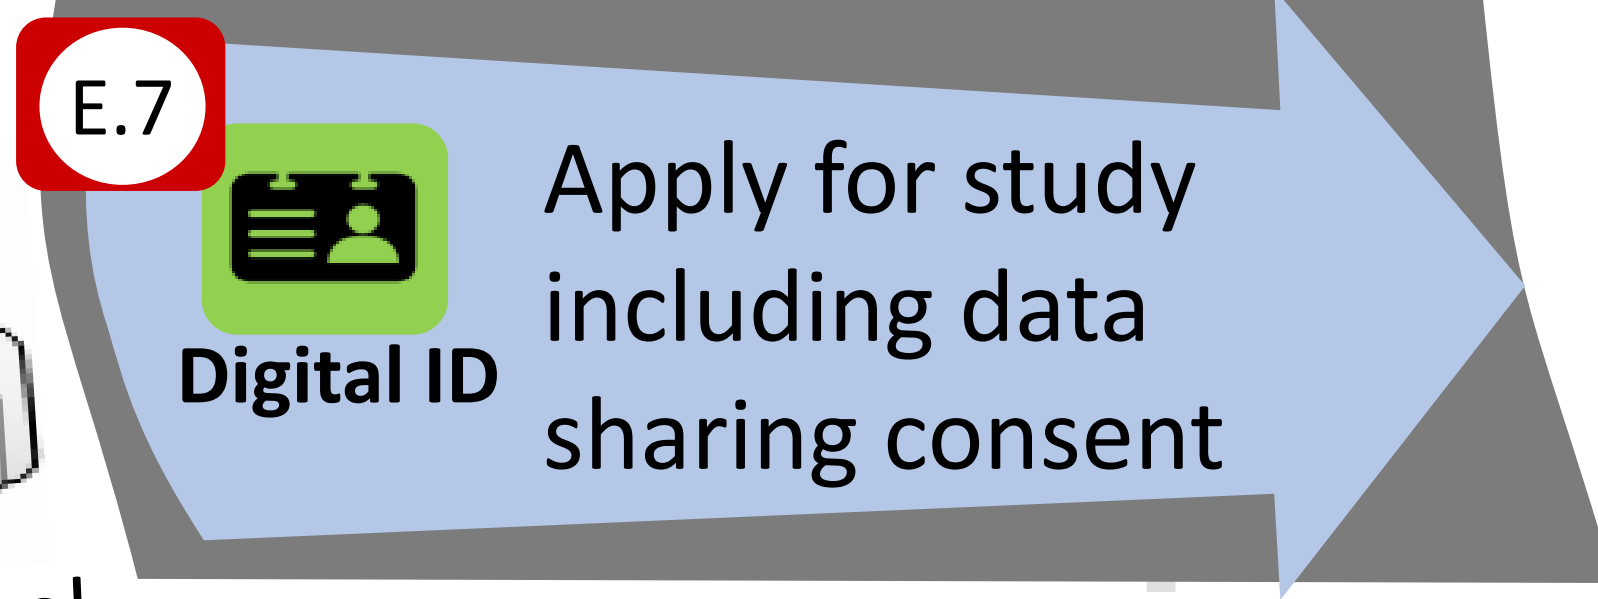 E.7
Apply for study
including data
sharing consent
Digital ID